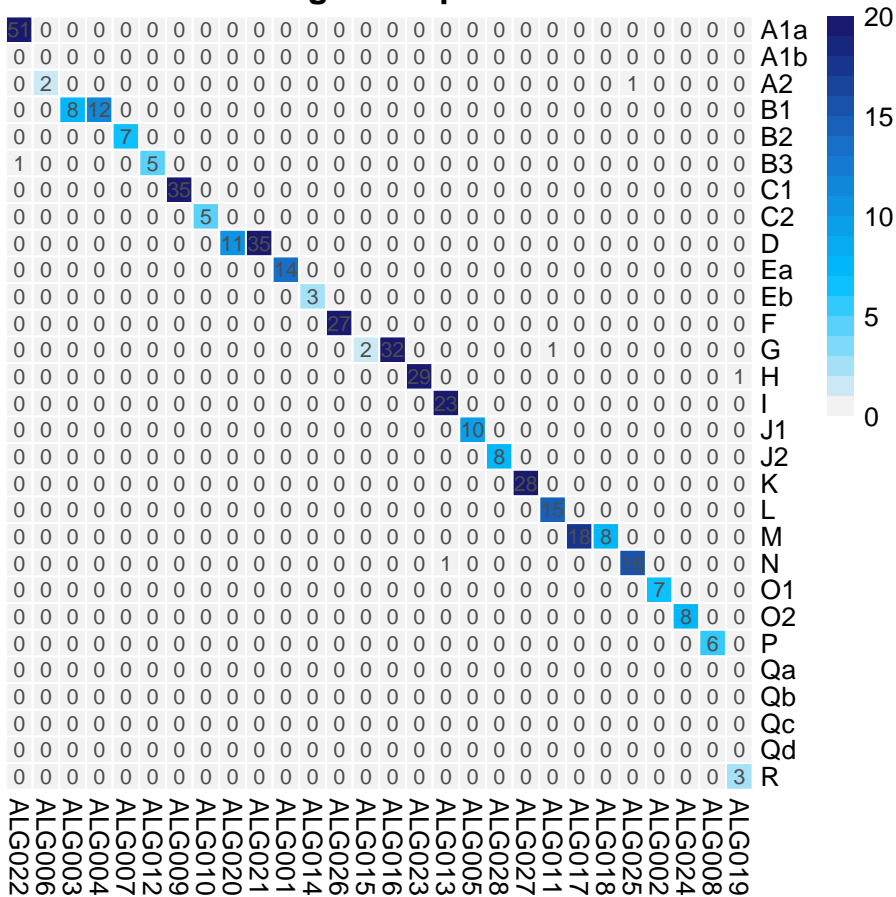 51 0 0 0 0 0 0 0 0 0 0 0 0 0 0 0 0 0 0 0 0 0 0 0 0 0 0 0 A1a
0 0 0 0 0 0 0 0 0 0 0 0 0 0 0 0 0 0 0 0 0 0 0 0 0 0 0 0 A1b
0 2 0 0 0 0 0 0 0 0 0 0 0 0 0 0 0 0 0 0 0 0 0 1 0 0 0 0 A2
0 0 8 12 0 0 0 0 0 0 0 0 0 0 0 0 0 0 0 0 0 0 0 0 0 0 0 0 B1
0 0 0 0 7 0 0 0 0 0 0 0 0 0 0 0 0 0 0 0 0 0 0 0 0 0 0 0 B2
1 0 0 0 0 5 0 0 0 0 0 0 0 0 0 0 0 0 0 0 0 0 0 0 0 0 0 0 B3
0 0 0 0 0 0 35 0 0 0 0 0 0 0 0 0 0 0 0 0 0 0 0 0 0 0 0 0 C1
0 0 0 0 0 0 0 5 0 0 0 0 0 0 0 0 0 0 0 0 0 0 0 0 0 0 0 0 C2
0 0 0 0 0 0 0 0 11 35 0 0 0 0 0 0 0 0 0 0 0 0 0 0 0 0 0 0 D
0 0 0 0 0 0 0 0 0 0 14 0 0 0 0 0 0 0 0 0 0 0 0 0 0 0 0 0 Ea
0 0 0 0 0 0 0 0 0 0 0 3 0 0 0 0 0 0 0 0 0 0 0 0 0 0 0 0 Eb
0 0 0 0 0 0 0 0 0 0 0 0 27 0 0 0 0 0 0 0 0 0 0 0 0 0 0 0 F
0 0 0 0 0 0 0 0 0 0 0 0 0 2 32 0 0 0 0 0 1 0 0 0 0 0 0 0 G
0 0 0 0 0 0 0 0 0 0 0 0 0 0 0 29 0 0 0 0 0 0 0 0 0 0 0 1 H
0 0 0 0 0 0 0 0 0 0 0 0 0 0 0 0 23 0 0 0 0 0 0 0 0 0 0 0 I
0 0 0 0 0 0 0 0 0 0 0 0 0 0 0 0 0 10 0 0 0 0 0 0 0 0 0 0 J1
0 0 0 0 0 0 0 0 0 0 0 0 0 0 0 0 0 0 8 0 0 0 0 0 0 0 0 0 J2
0 0 0 0 0 0 0 0 0 0 0 0 0 0 0 0 0 0 0 28 0 0 0 0 0 0 0 0 K
0 0 0 0 0 0 0 0 0 0 0 0 0 0 0 0 0 0 0 0 15 0 0 0 0 0 0 0 L
0 0 0 0 0 0 0 0 0 0 0 0 0 0 0 0 0 0 0 0 0 18 8 0 0 0 0 0 M
0 0 0 0 0 0 0 0 0 0 0 0 0 0 0 0 1 0 0 0 0 0 0 16 0 0 0 0 N
0 0 0 0 0 0 0 0 0 0 0 0 0 0 0 0 0 0 0 0 0 0 0 0 7 0 0 0 O1
0 0 0 0 0 0 0 0 0 0 0 0 0 0 0 0 0 0 0 0 0 0 0 0 0 8 0 0 O2
0 0 0 0 0 0 0 0 0 0 0 0 0 0 0 0 0 0 0 0 0 0 0 0 0 0 6 0 P
0 0 0 0 0 0 0 0 0 0 0 0 0 0 0 0 0 0 0 0 0 0 0 0 0 0 0 0 Qa
0 0 0 0 0 0 0 0 0 0 0 0 0 0 0 0 0 0 0 0 0 0 0 0 0 0 0 0 Qb
0 0 0 0 0 0 0 0 0 0 0 0 0 0 0 0 0 0 0 0 0 0 0 0 0 0 0 0 Qc
0 0 0 0 0 0 0 0 0 0 0 0 0 0 0 0 0 0 0 0 0 0 0 0 0 0 0 0 Qd
0 0 0 0 0 0 0 0 0 0 0 0 0 0 0 0 0 0 0 0 0 0 0 0 0 0 0 3 R
ALG022
ALG006
ALG003
ALG004
ALG007
ALG012
ALG009
ALG010
ALG020
ALG021
ALG001
ALG014
ALG026
ALG015
ALG016
ALG023
ALG013
ALG005
ALG028
ALG027
ALG011
ALG017
ALG018
ALG025
ALG002
ALG024
ALG008
ALG019
20
15
10
5
0